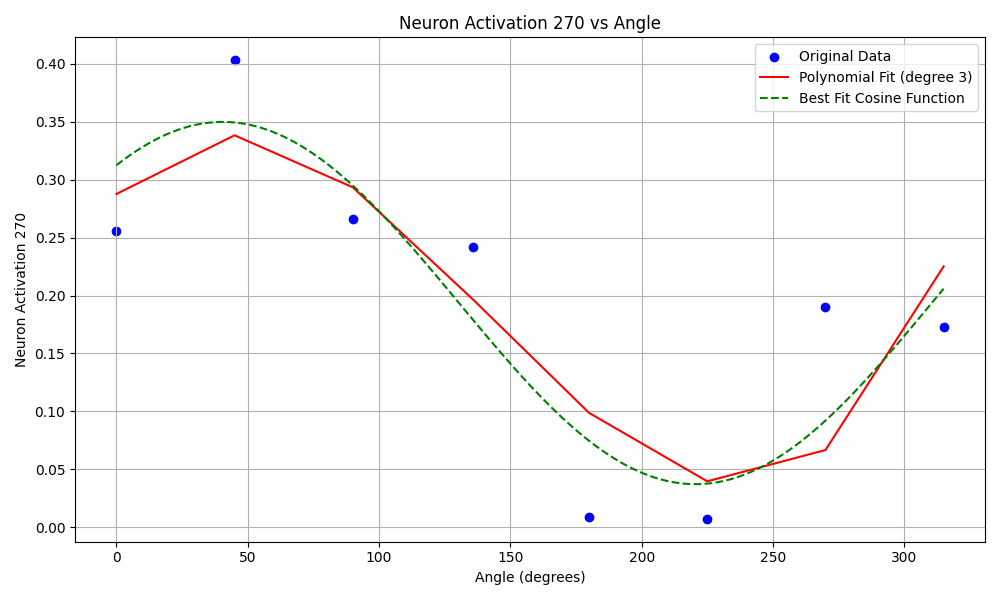 Neuron Activation 270 vs Angle
Original Data
Polynomial Fit (degree 3)
Best Fit Cosine Function
0.40
0.35
0.30
0.25
0.20
0.15
0.10
0.05
0.00
Neuron Activation 270
0 50 100 150 200 250 300
Angle (degrees)